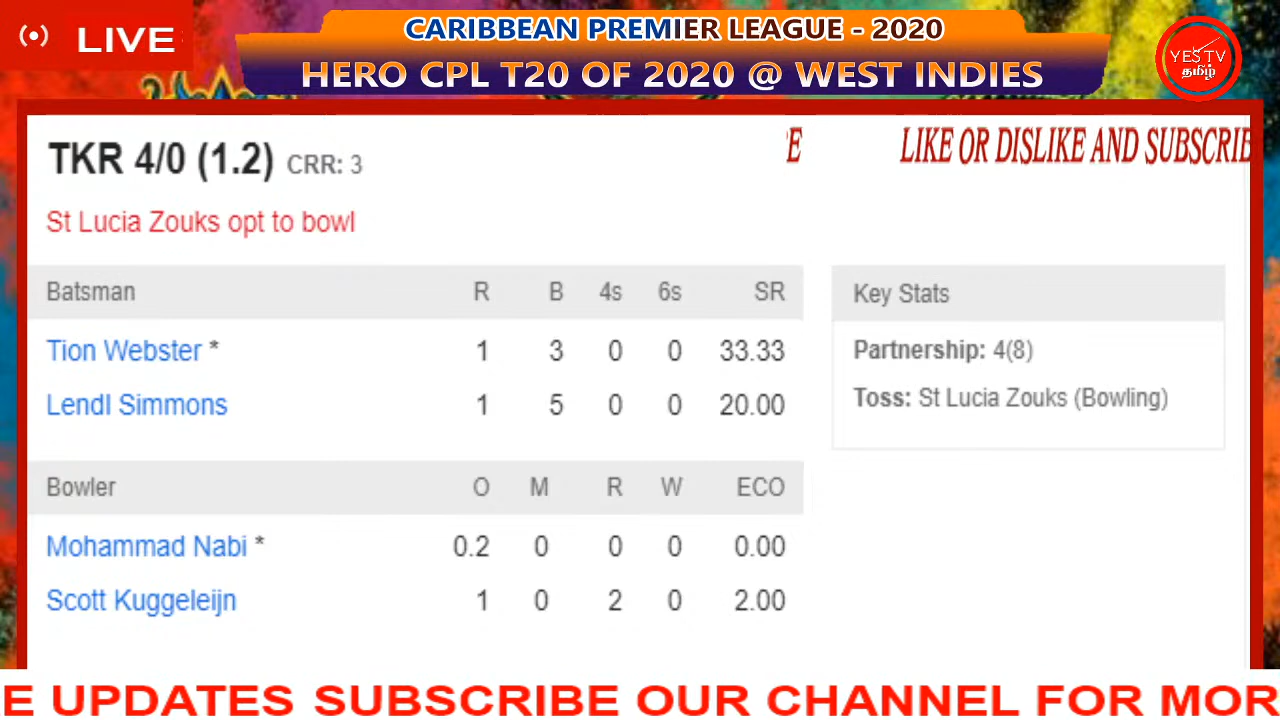 LIVE
CARIBBEAN PREMIER LEAGUE - 2020
HERO CPL T20 OF 2020 @ WEST INDIES
YES TV
தமிழ்
TKR 4/0 (1.2) CRR: 3
E LIKE OR DISLIKE AND SUBSCRIBE
St Lucia Zouks opt to bowl
Batsman R B 4s 6s SR
Tion Webster * 1 3 0 0 33.33
Lendl Simmons 1 5 0 0 20.00
Key Stats
Partnership: 4(8)
Toss: St Lucia Zouks (Bowling)
Bowler O M R W ECO
Mohammad Nabi * 0.2 0 0 0 0.00
Scott Kuggeleijn 1 0 2 0 2.00
E UPDATES SUBSCRIBE OUR CHANNEL FOR MOR